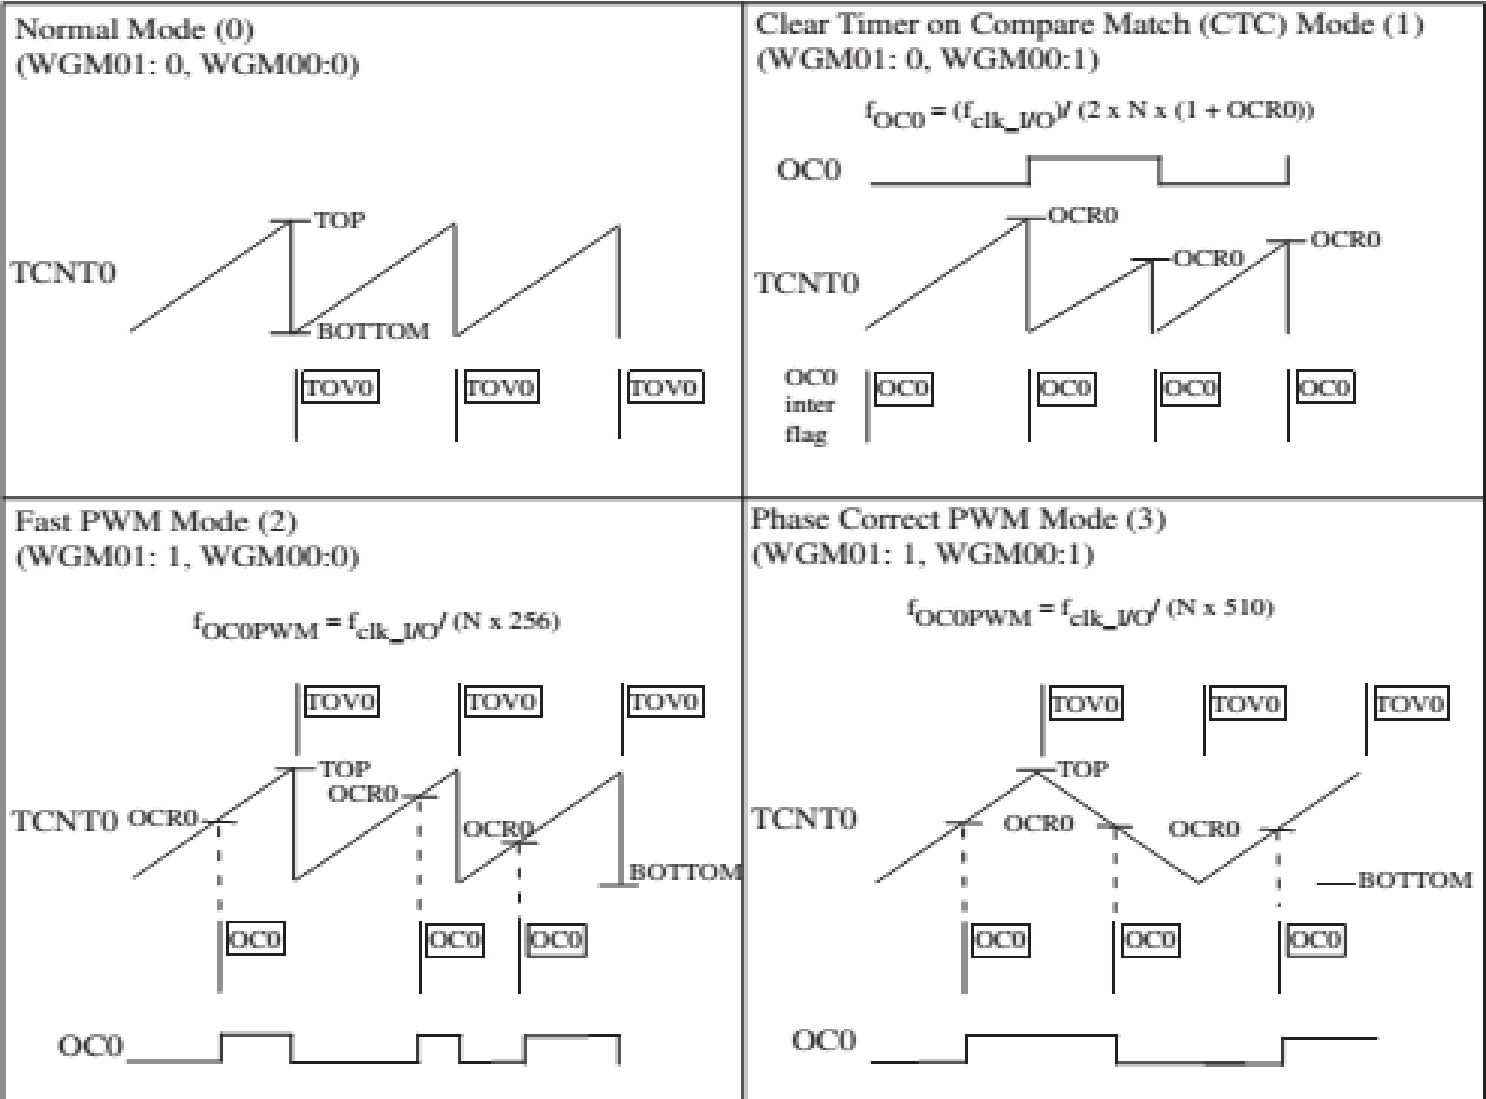 Normal Mode (0)
(WGM01: 0, WGM00:0)
TOP
TCNT0
BOTTOM
TOV0 TOV0 TOV0
Clear Timer on Compare Match (CTC) Mode (1)
(WGM01: 0, WGM00:1)
fOC0 = (fclk_I/O)/ (2 x N x (1 + OCR0))
OC0
OCR0
OCR0
OCR0
TCNT0
OC0
inter
flag
OC0 OC0 OC0 OC0
Fast PWM Mode (2)
(WGM01: 1, WGM00:0)
fOC0PWM = fclk_I/O/ (N x 256)
TOV0 TOV0 TOV0
TOP
OCR0
TCNT0 OCR0
OCR0
BOTTOM
OC0 OC0 OC0
OC0
Phase Correct PWM Mode (3)
(WGM01: 1, WGM00:1)
fOC0PWM = fclk_I/O/ (N x 510)
TOV0 TOV0 TOV0
TOP
TCNT0 OCR0 OCR0
BOTTOM
OC0 OC0 OC0
OC0